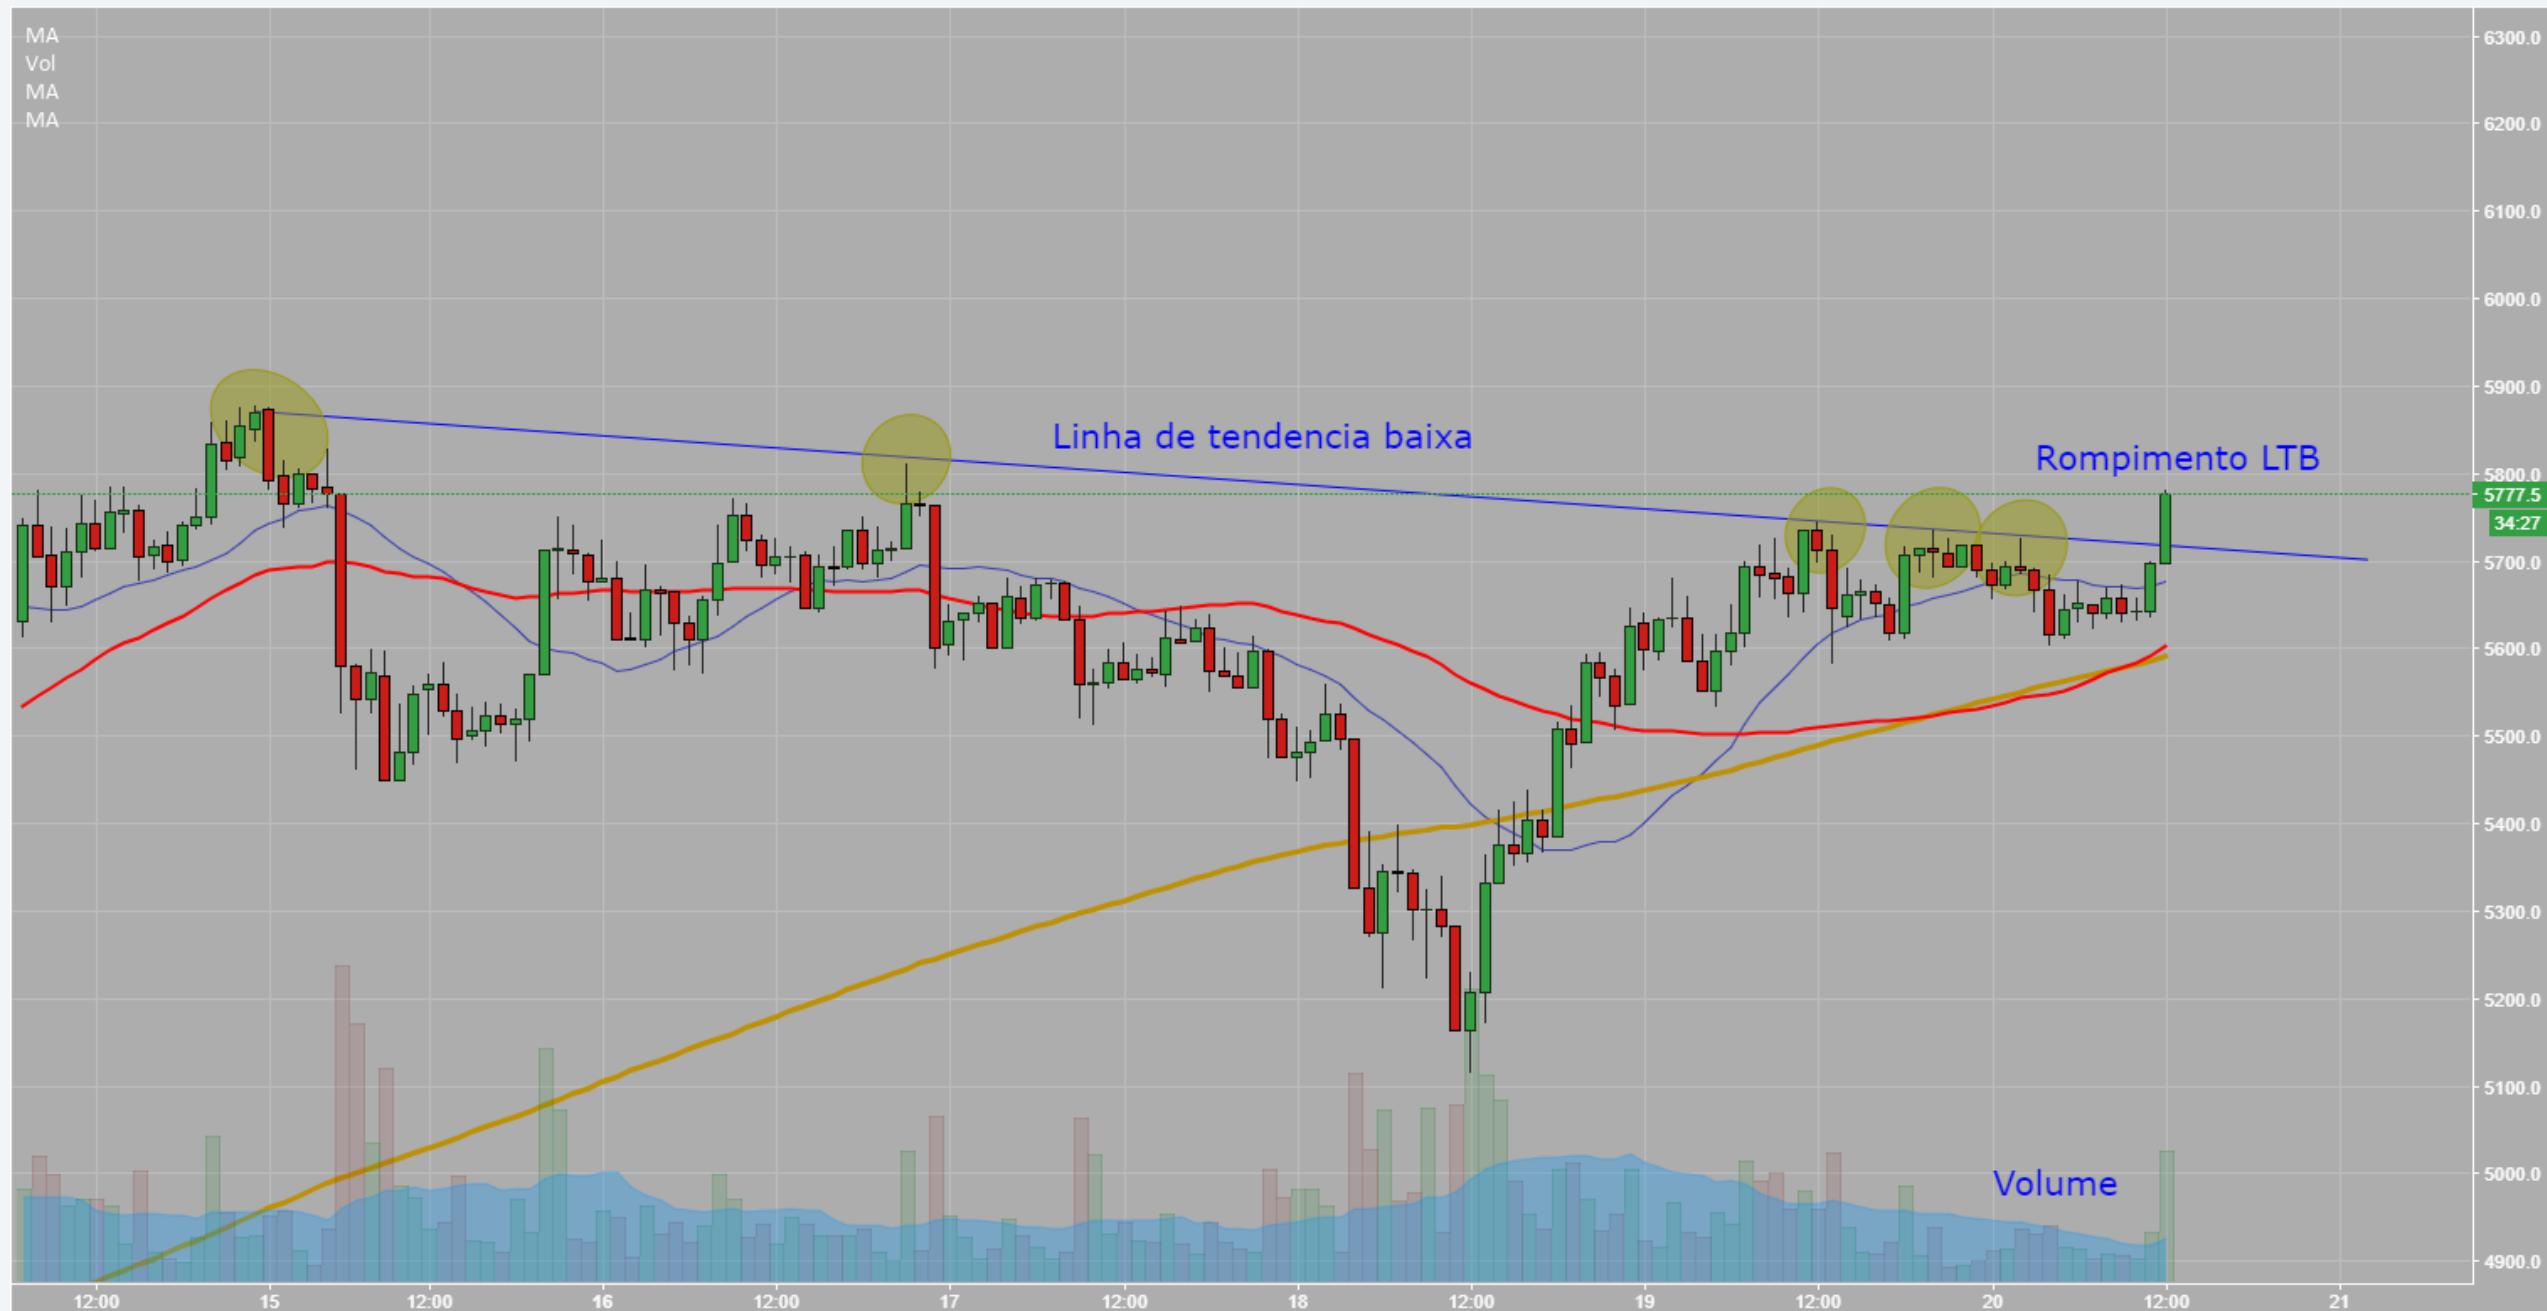 MA
Vol
MA
MA
Linha de tendencia baixa
Rompimento LTB
Volume
6300.0
6200.0
6100.0
6000.0
5900.0
5800.0
5777.5
34:27
5700.0
5600.0
5500.0
5400.0
5300.0
5200.0
5100.0
5000.0
4900.0
12:00 15 12:00 16 12:00 17 12:00 18 12:00 19 12:00 20 12:00 21